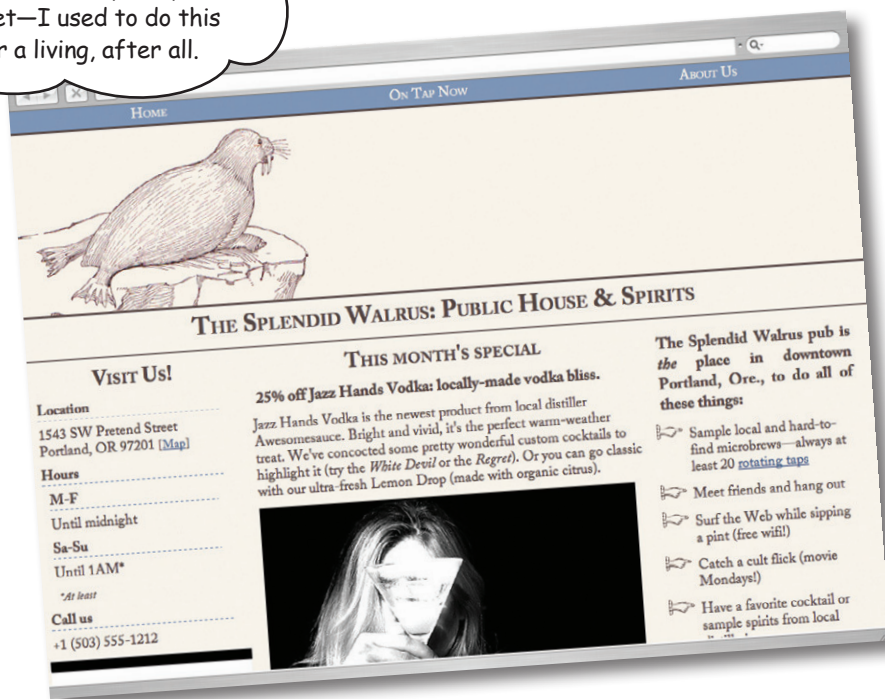 et—I used to do this
r a living, after all.
Home
On Tap Now
About Us
The Splendid Walrus: Public House & Spirits
Visit Us!
Location
1543 SW Pretend Street
Portland, OR 97201 [Map]
Hours
M-F
Until midnight
Sa-Su
Until 1AM*
*At least
Call us
+1 (503) 555-1212
This month's special
25% off Jazz Hands Vodka: locally-made vodka bliss.
Jazz Hands Vodka is the newest product from local distiller
Awesomesauce. Bright and vivid, it's the perfect warm-weather
treat. We've concocted some pretty wonderful custom cocktails to
highlight it (try the White Devil or the Regret). Or you can go classic
with our ultra-fresh Lemon Drop (made with organic citrus).
The Splendid Walrus pub is
the place in downtown
Portland, Ore., to do all of
these things:
Sample local and hard-to-
find microbrews—always at
least 20 rotating taps
Meet friends and hang out
Surf the Web while sipping
a pint (free wifi!)
Catch a cult flick (movie
Mondays!)
Have a favorite cocktail or
sample spirits from local